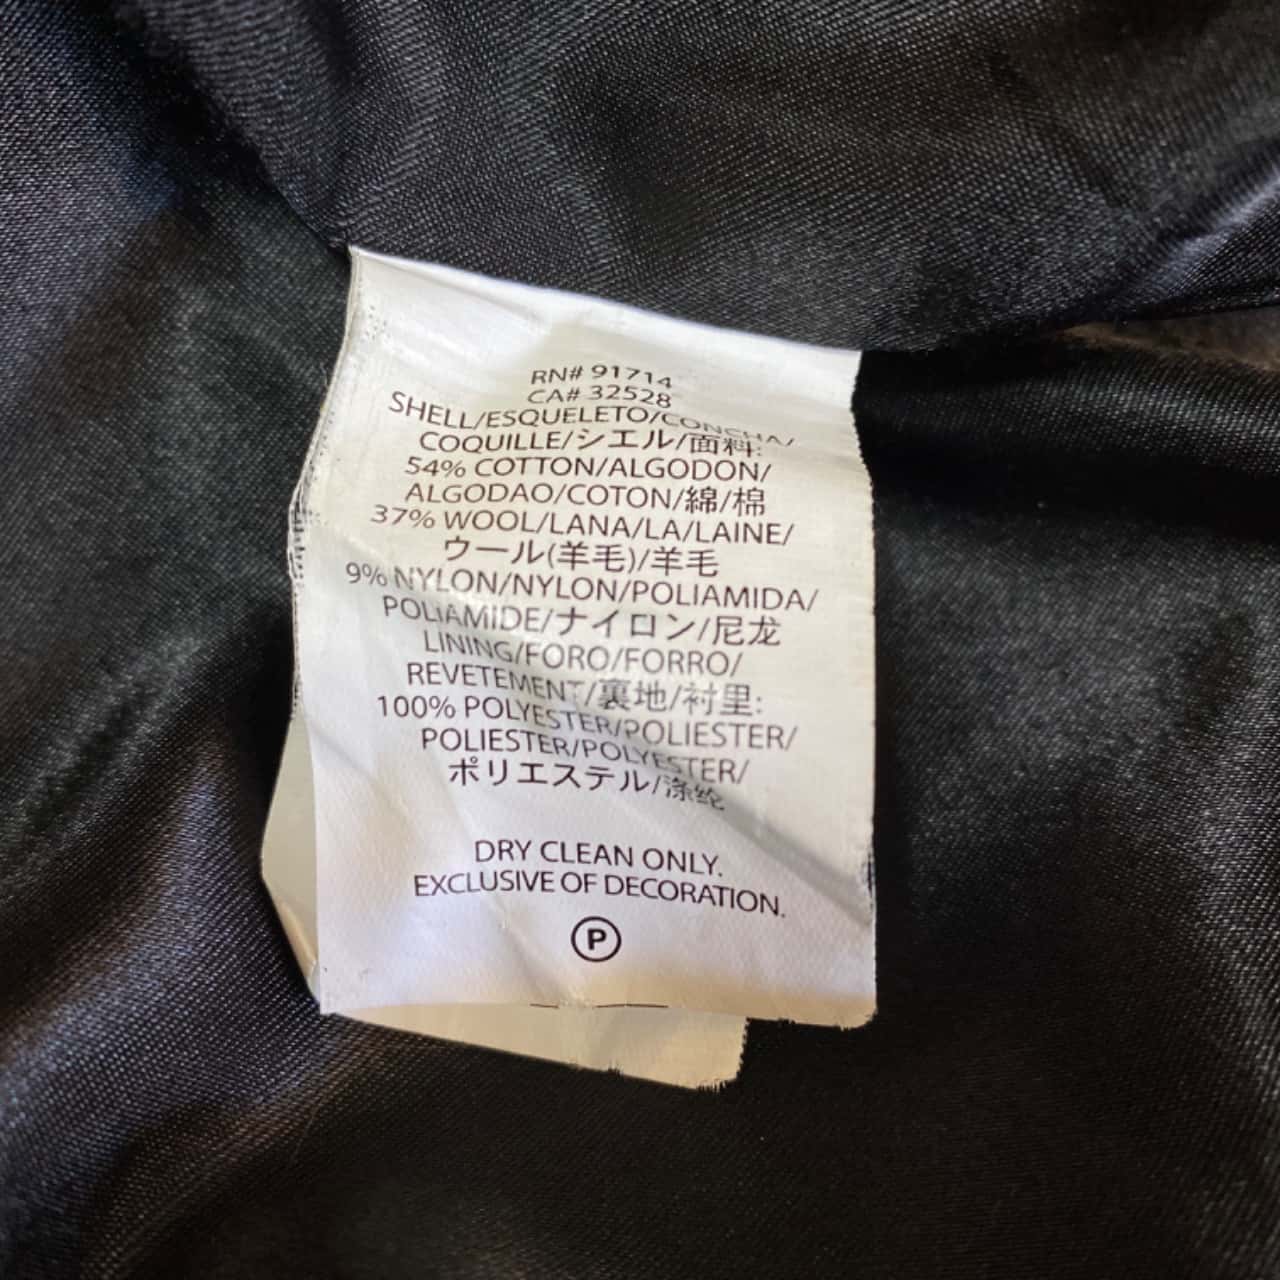 RN# 91714
CA# 32528
SHELL/ESQUELETO/CONCHA/
COQUILLE/シエル/面料:
54% COTTON/ALGODON/
ALGODAO/COTON/綿/棉
37% WOOL/LANA/LA/LAINE/
ウール(羊毛)/羊毛
9% NYLON/NYLON/POLIAMIDA/
POLIAMIDE/ナイロン/尼龙
LINING/FORO/FORRO/
REVETEMENT/裏地/衬里:
100% POLYESTER/POLIESTER/
POLIESTER/POLYESTER/
ポリエステル/涤纶
DRY CLEAN ONLY.
EXCLUSIVE OF DECORATION.
P